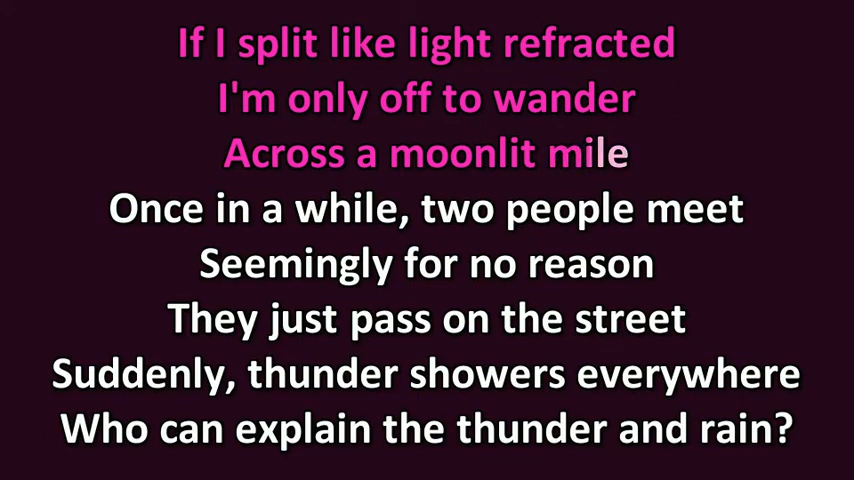 If I split like light refracted
I'm only off to wander
Across a moonlit mile
Once in a while, two people meet
Seemingly for no reason
They just pass on the street
Suddenly, thunder showers everywhere
Who can explain the thunder and rain?